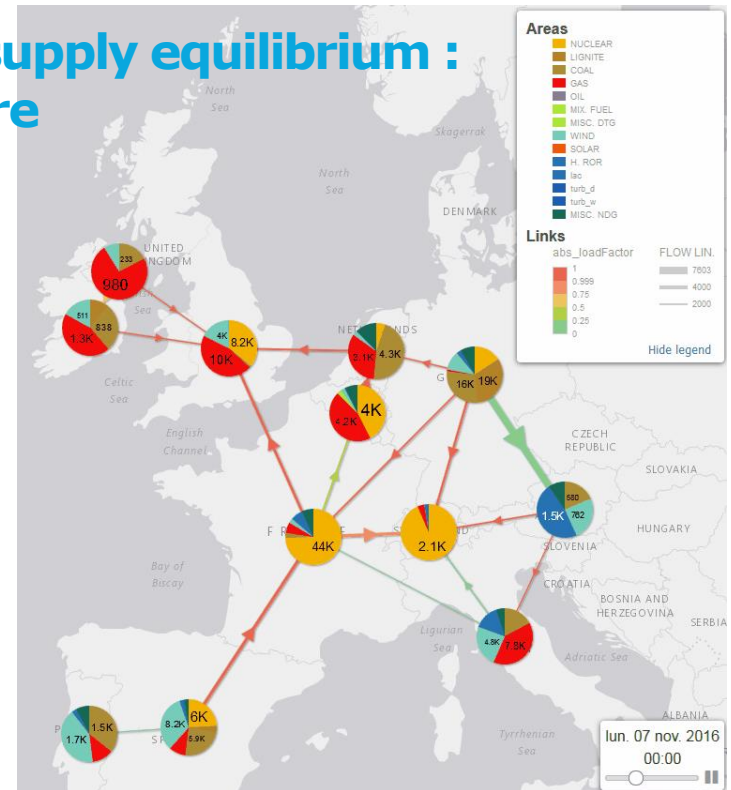 supply equilibrium :
re
Areas
NUCLEAR
LIGNITE
COAL
GAS
OIL
MIX. FUEL
MISC. DTG
WIND
SOLAR
H. ROR
lac
turb_d
turb_w
MISC. NDG
Links
abs_loadFactor
FLOW LIN.
1
0.999
0.75
0.5
0.25
0
7603
4000
2000
Hide legend
North
Sea
Skagerrak
North
Sea
DENMARK
UNITED
233
980
511
838
1.3K
4K
8.2K
10K
3.1K
4.3K
16K
19K
Celtic
Sea
4K
4.2K
English
Channel
CZECH
REPUBLIC
SLOVAKIA
580
1.5K
762
HUNGARY
SLOVENIA
44K
2.1K
CROATIA
Bay of
Biscay
BOSNIA AND
HERZEGOVINA
SERBIA
Ligurian
Sea
4.8K
7.8K
Adriatic Sea
ALBANIA
1.5K
1.7K
6K
8.2K
5.9K
Tyrrhenian
Sea
lun. 07 nov. 2016
00:00